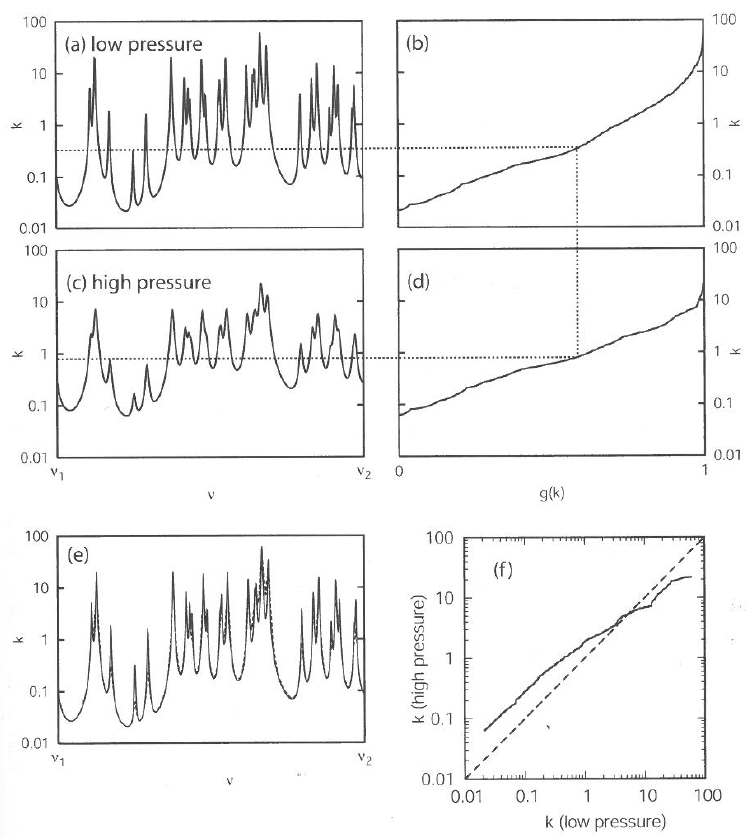 100
10
k
1
0.1
0.01
(a) low pressure
(b)
100
10
1
k
0.1
0.01
100
10
k
1
0.1
0.01
(c) high pressure
ν1
ν2
ν
(d)
100
10
1
k
0.1
0.01
0
1
g(k)
100
10
k
1
0.1
0.01
(e)
ν1
ν2
ν
100
10
1
0.1
0.01
k (high pressure)
(f)
0.01
0.1
1
10
100
k (low pressure)